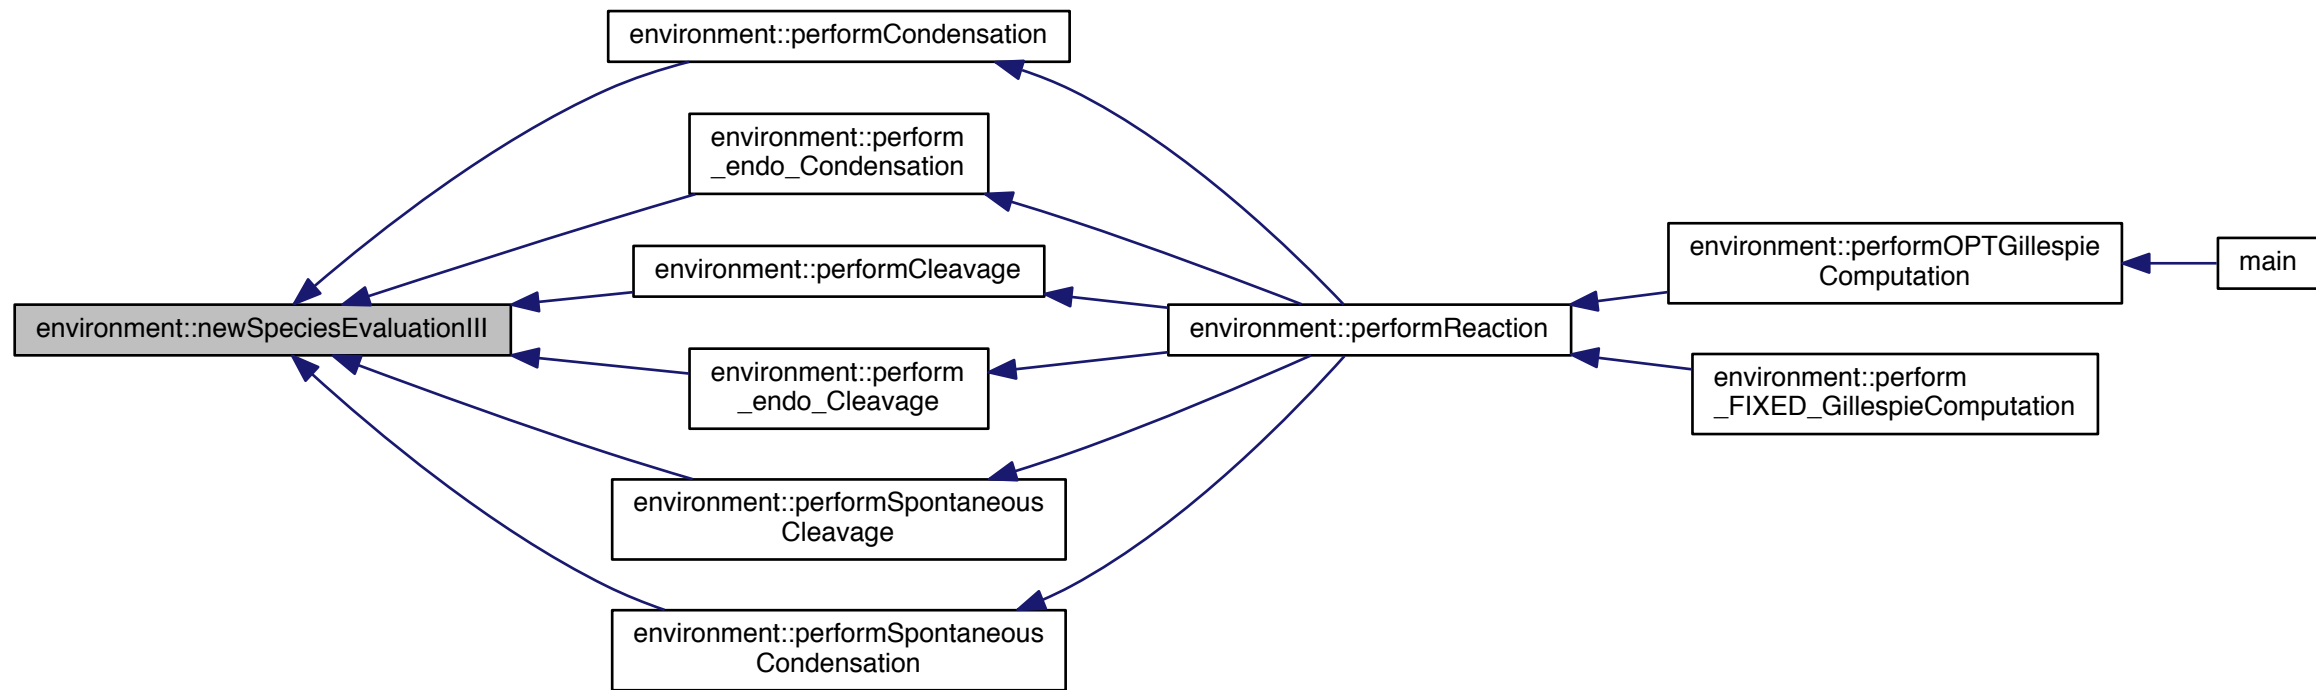 environment::performCondensation
environment::perform
_endo_Condensation
environment::performCleavage
environment::newSpeciesEvaluationIII
environment::perform
_endo_Cleavage
environment::performSpontaneous
Cleavage
environment::performSpontaneous
Condensation
environment::performReaction
environment::performOPTGillespie
Computation
environment::perform
_FIXED_GillespieComputation
main